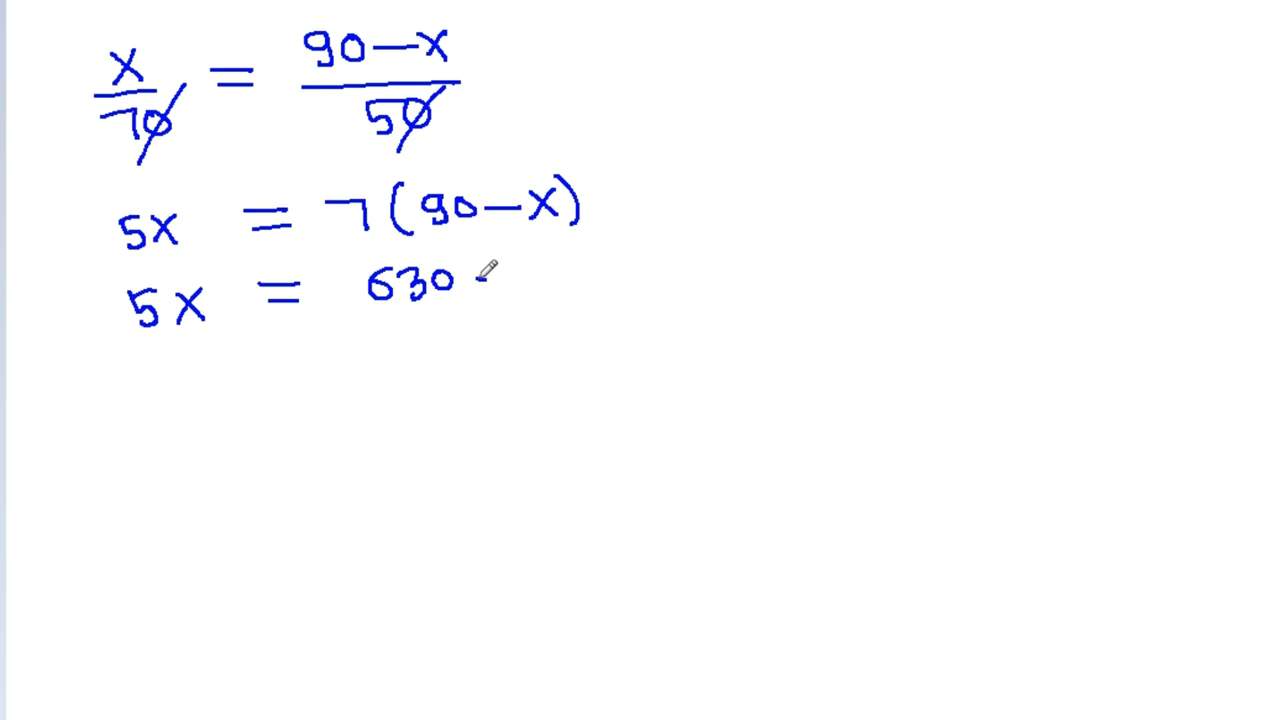 x/70 = 90-x/50
5x = 7(90-x)
5x = 630 -